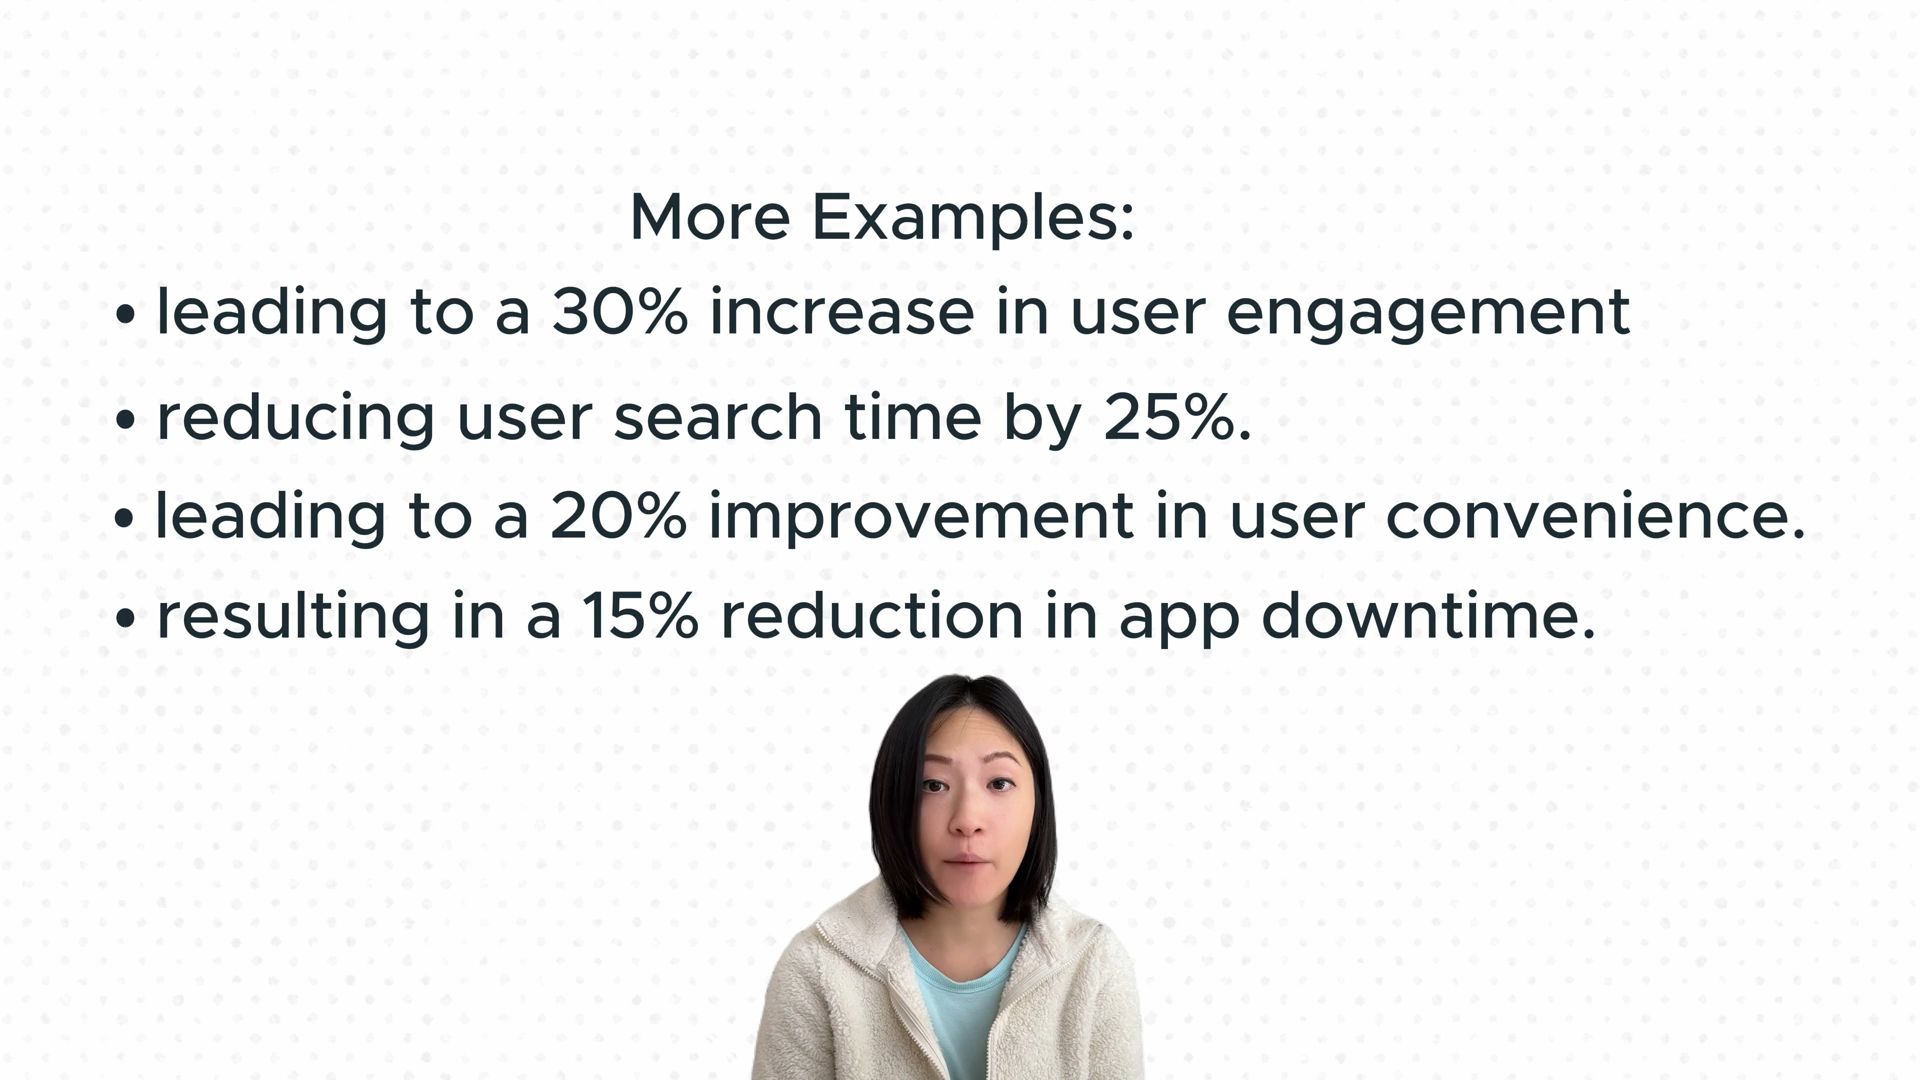 More Examples:
• leading to a 30% increase in user engagement
• reducing user search time by 25%.
• leading to a 20% improvement in user convenience.
• resulting in a 15% reduction in app downtime.